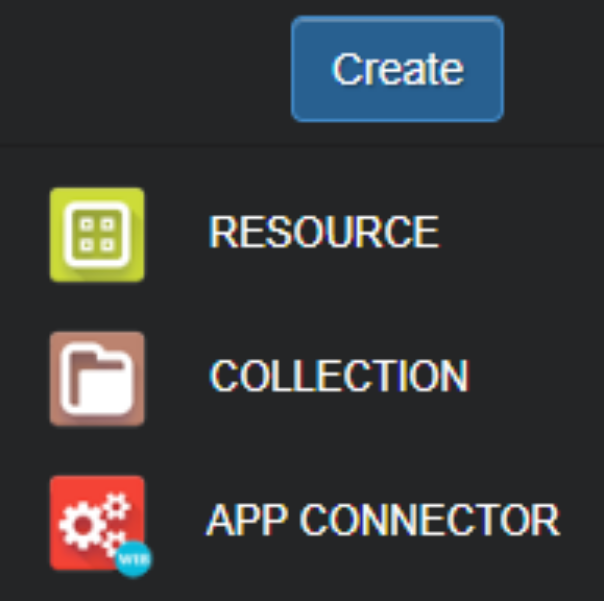 Create
RESOURCE
COLLECTION
APP CONNECTOR
WEB